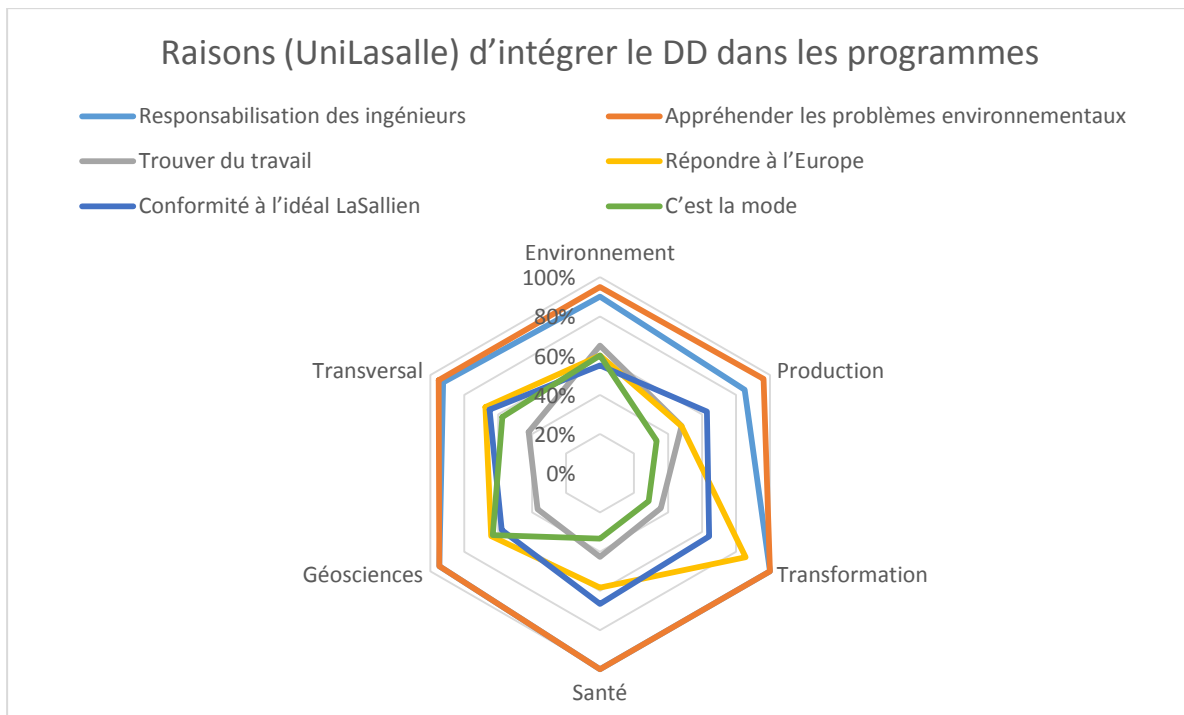 Raisons (UniLasalle) d’intégrer le DD dans les programmes
Responsabilisation des ingénieurs
Appréhender les problèmes environnementaux
Trouver du travail
Répondre à l’Europe
Conformité à l’idéal LaSallien
C’est la mode
Environnement
100%
80%
60%
40%
20%
0%
Transversal
Production
Géosciences
Transformation
Santé